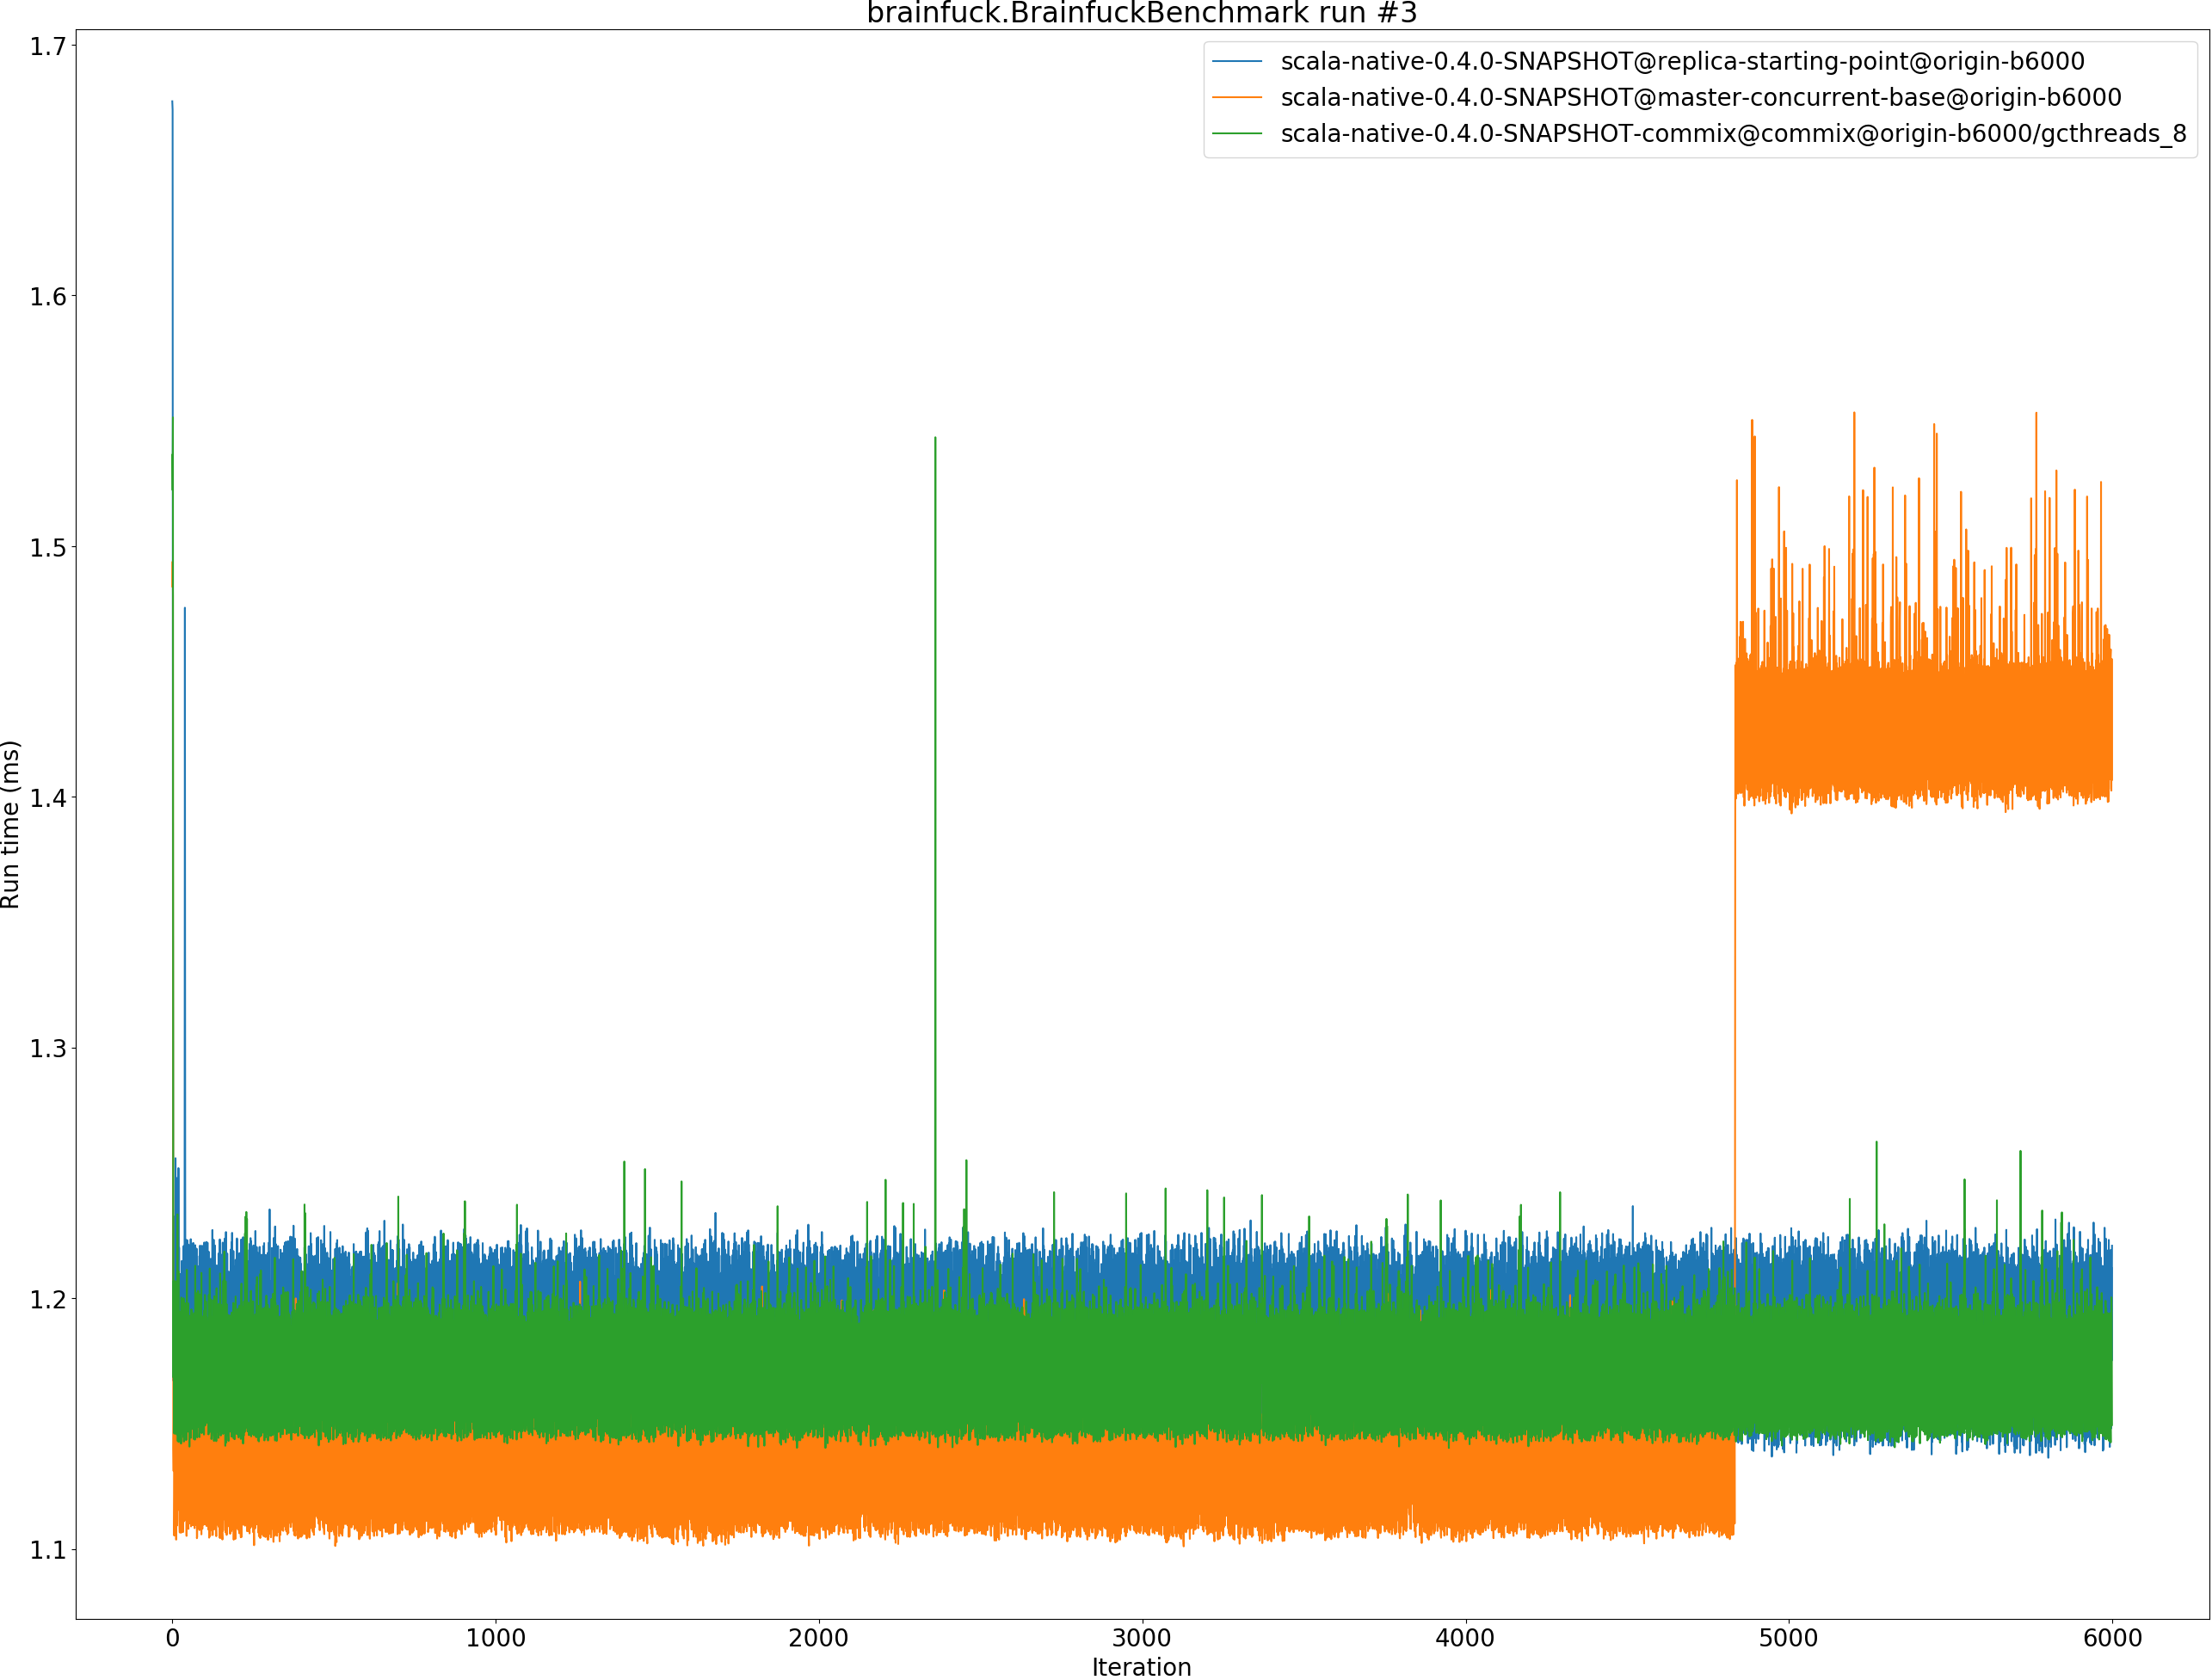 brainfuck.BrainfuckBenchmark run #3
scala-native-0.4.0-SNAPSHOT@replica-starting-point@origin-b6000
scala-native-0.4.0-SNAPSHOT@master-concurrent-base@origin-b6000
scala-native-0.4.0-SNAPSHOT-commix@commix@origin-b6000/gcthreads_8
1.7
1.6
1.5
1.4
1.3
1.2
1.1
Run time (ms)
0 1000 2000 3000 4000 5000 6000
Iteration